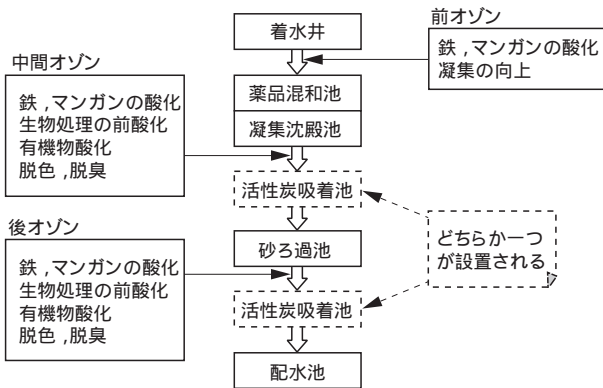 着水井
前オゾン
鉄 ,マンガンの酸化
凝集の向上
中間オゾン
鉄 ,マンガンの酸化
生物処理の前酸化
有機物酸化
脱色 ,脱臭
薬品混和池
凝集沈殿池
活性炭吸着池
どちらか一つ
が設置される
後オゾン
鉄 ,マンガンの酸化
生物処理の前酸化
有機物酸化
脱色 ,脱臭
砂ろ過池
活性炭吸着池
配水池